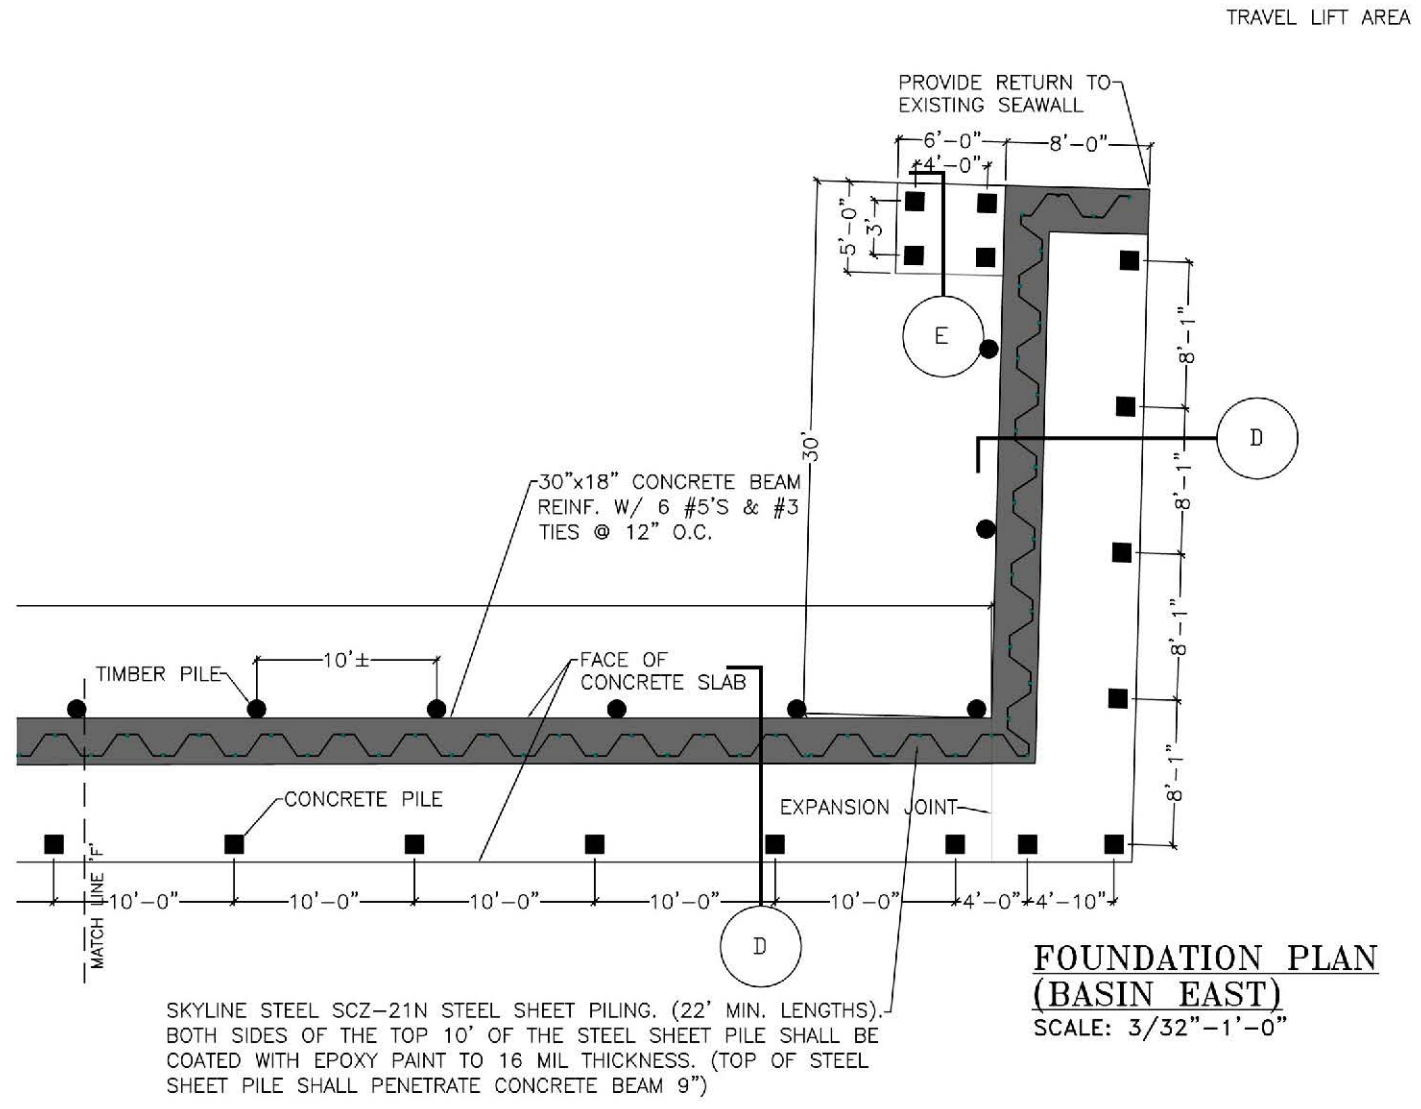 TRAVEL LIFT AREA
PROVIDE RETURN TO
EXISTING SEAWALL
6'-0"
8'-0"
4'-0"
5'-0"
3'
E
8'-1"
30'
D
8'-1"
30"x18" CONCRETE BEAM
REINF. W/ 6 #5'S & #3
TIES @ 12" O.C.
8'-1"
TIMBER PILE
10'±
FACE OF
CONCRETE SLAB
8'-1"
CONCRETE PILE
EXPANSION JOINT
MATCH LINE 'F'
10'-0"
10'-0"
10'-0"
10'-0"
10'-0"
4'-0"
4'-10"
D
FOUNDATION PLAN
(BASIN EAST)
SCALE: 3/32"-1'-0"
SKYLINE STEEL SCZ-21N STEEL SHEET PILING. (22' MIN. LENGTHS).
BOTH SIDES OF THE TOP 10' OF THE STEEL SHEET PILE SHALL BE
COATED WITH EPOXY PAINT TO 16 MIL THICKNESS. (TOP OF STEEL
SHEET PILE SHALL PENETRATE CONCRETE BEAM 9")